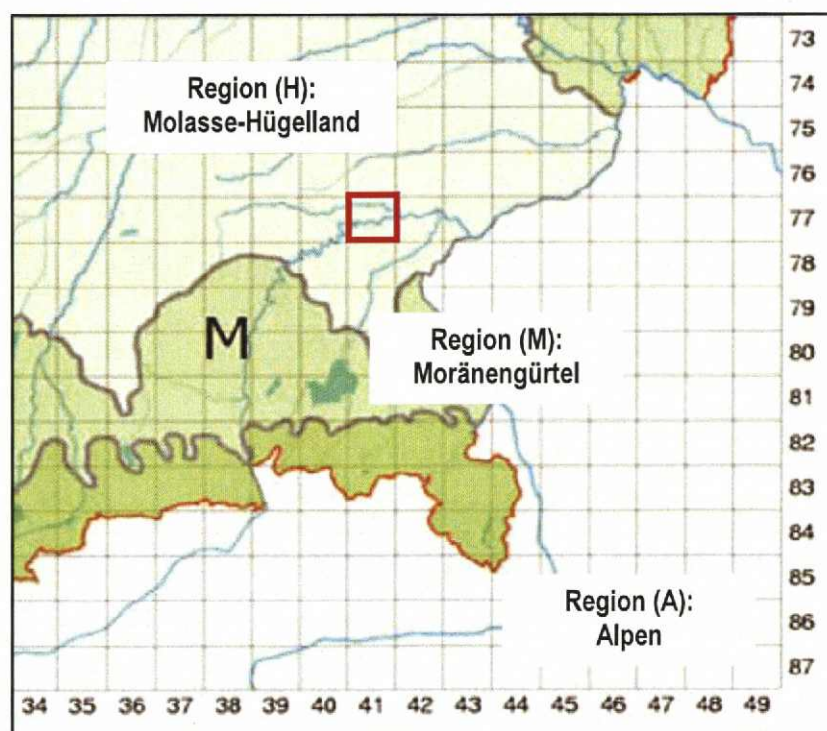 73
74
Region (H):
Molasse-Hügelland
75
76
77
78
79
M
Region (M):
Moränengürtel
80
81
82
83
84
85
Region (A):
Alpen
86
87
34 35 36 37 38 39 40 41 42 43 44 45 46 47 48 49